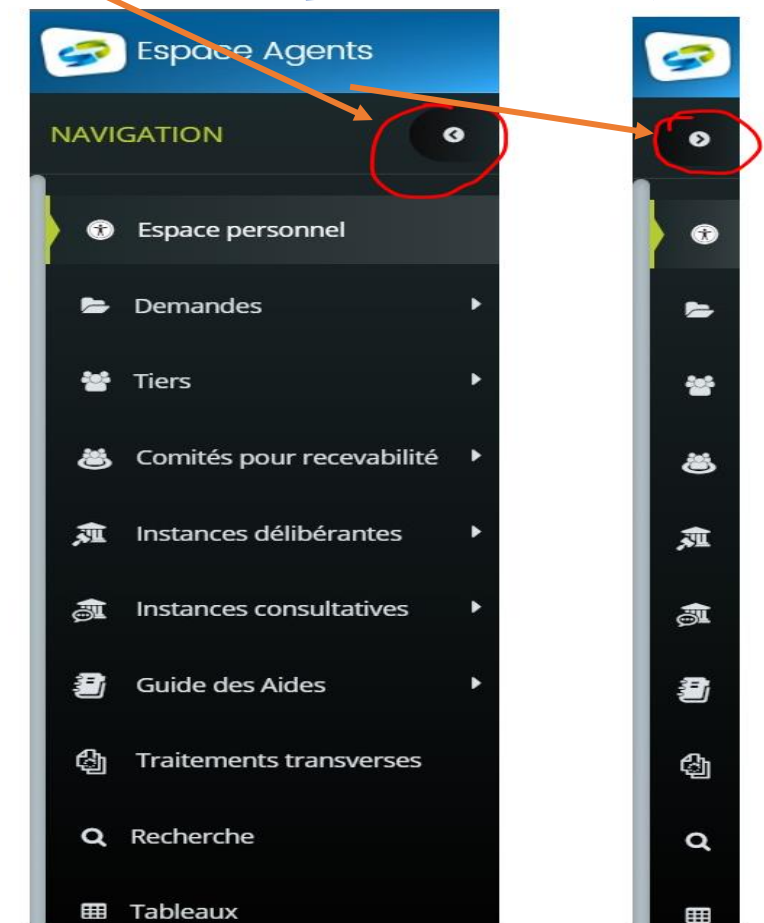 Espace Agents
NAVIGATION
Espace personnel
Demandes
Tiers
Comités pour recevabilité
Instances délibérantes
Instances consultatives
Guide des Aides
Traitements transverses
Recherche
Tableaux